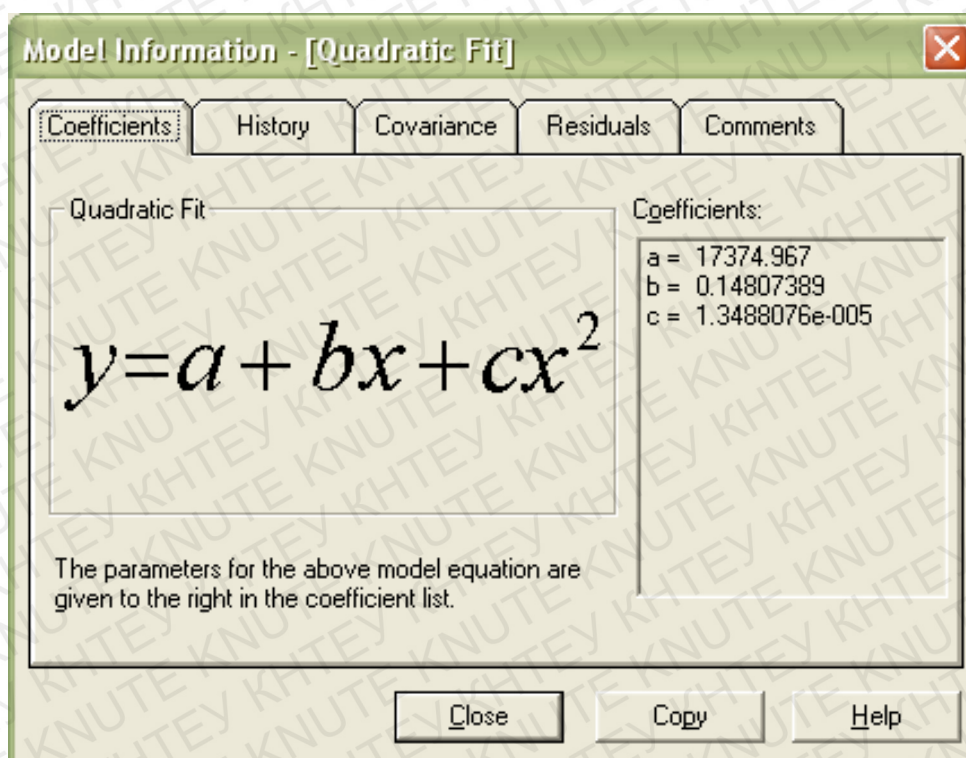 Model Information - [Quadratic Fit]
Coefficients History Covariance Residuals Comments
Quadratic Fit
y=a+bx+cx²
Coefficients:
a = 17374.967
b = 0.14807389
c = 1.3488076e-005
The parameters for the above model equation are
given to the right in the coefficient list.
Close Copy Help
KNUTE КНТЕУ